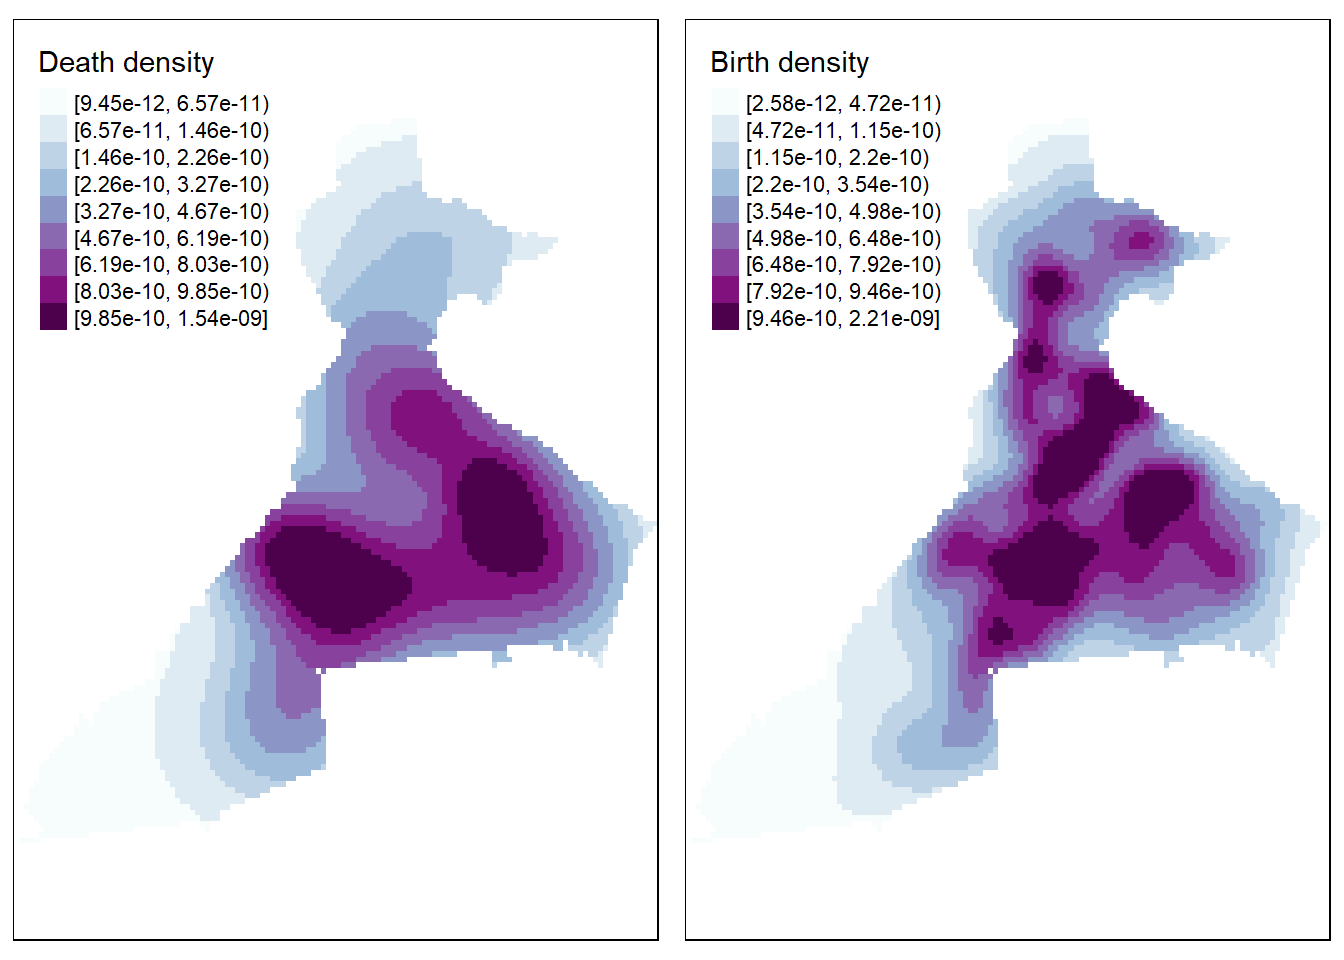 Death density
[9.45e-12, 6.57e-11)
[6.57e-11, 1.46e-10)
[1.46e-10, 2.26e-10)
[2.26e-10, 3.27e-10)
[3.27e-10, 4.67e-10)
[4.67e-10, 6.19e-10)
[6.19e-10, 8.03e-10)
[8.03e-10, 9.85e-10)
[9.85e-10, 1.54e-09]
Birth density
[2.58e-12, 4.72e-11)
[4.72e-11, 1.15e-10)
[1.15e-10, 2.2e-10)
[2.2e-10, 3.54e-10)
[3.54e-10, 4.98e-10)
[4.98e-10, 6.48e-10)
[6.48e-10, 7.92e-10)
[7.92e-10, 9.46e-10)
[9.46e-10, 2.21e-09]